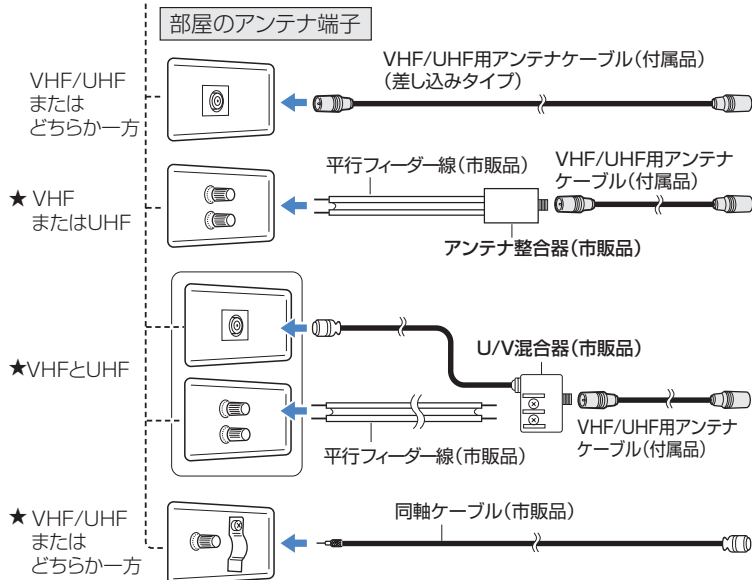 部屋のアンテナ端子
VHF/UHF
または
どちらか一方
VHF/UHF用アンテナケーブル(付属品)
(差し込みタイプ)
★ VHF
またはUHF
平行フィーダー線(市販品)
VHF/UHF用アンテナ
ケーブル(付属品)
アンテナ整合器(市販品)
★VHFとUHF
U/V混合器(市販品)
平行フィーダー線(市販品)
VHF/UHF用アンテナ
ケーブル(付属品)
★ VHF/UHF
または
どちらか一方
同軸ケーブル(市販品)